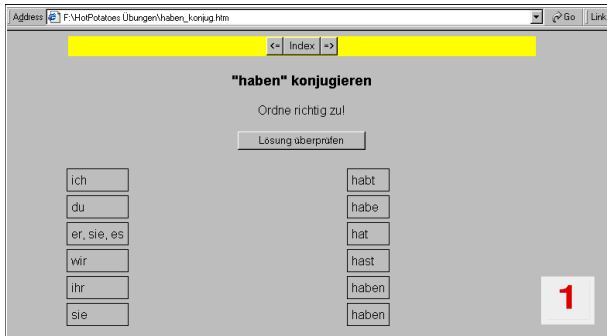 Address F:\HotPotatoes Übungen\haben_konjug.htm Go Link
<= Index =>
"haben" konjugieren
Ordne richtig zu!
Lösung überprüfen
ich habt
du habe
er, sie, es hat
wir hast
ihr haben
sie haben
1